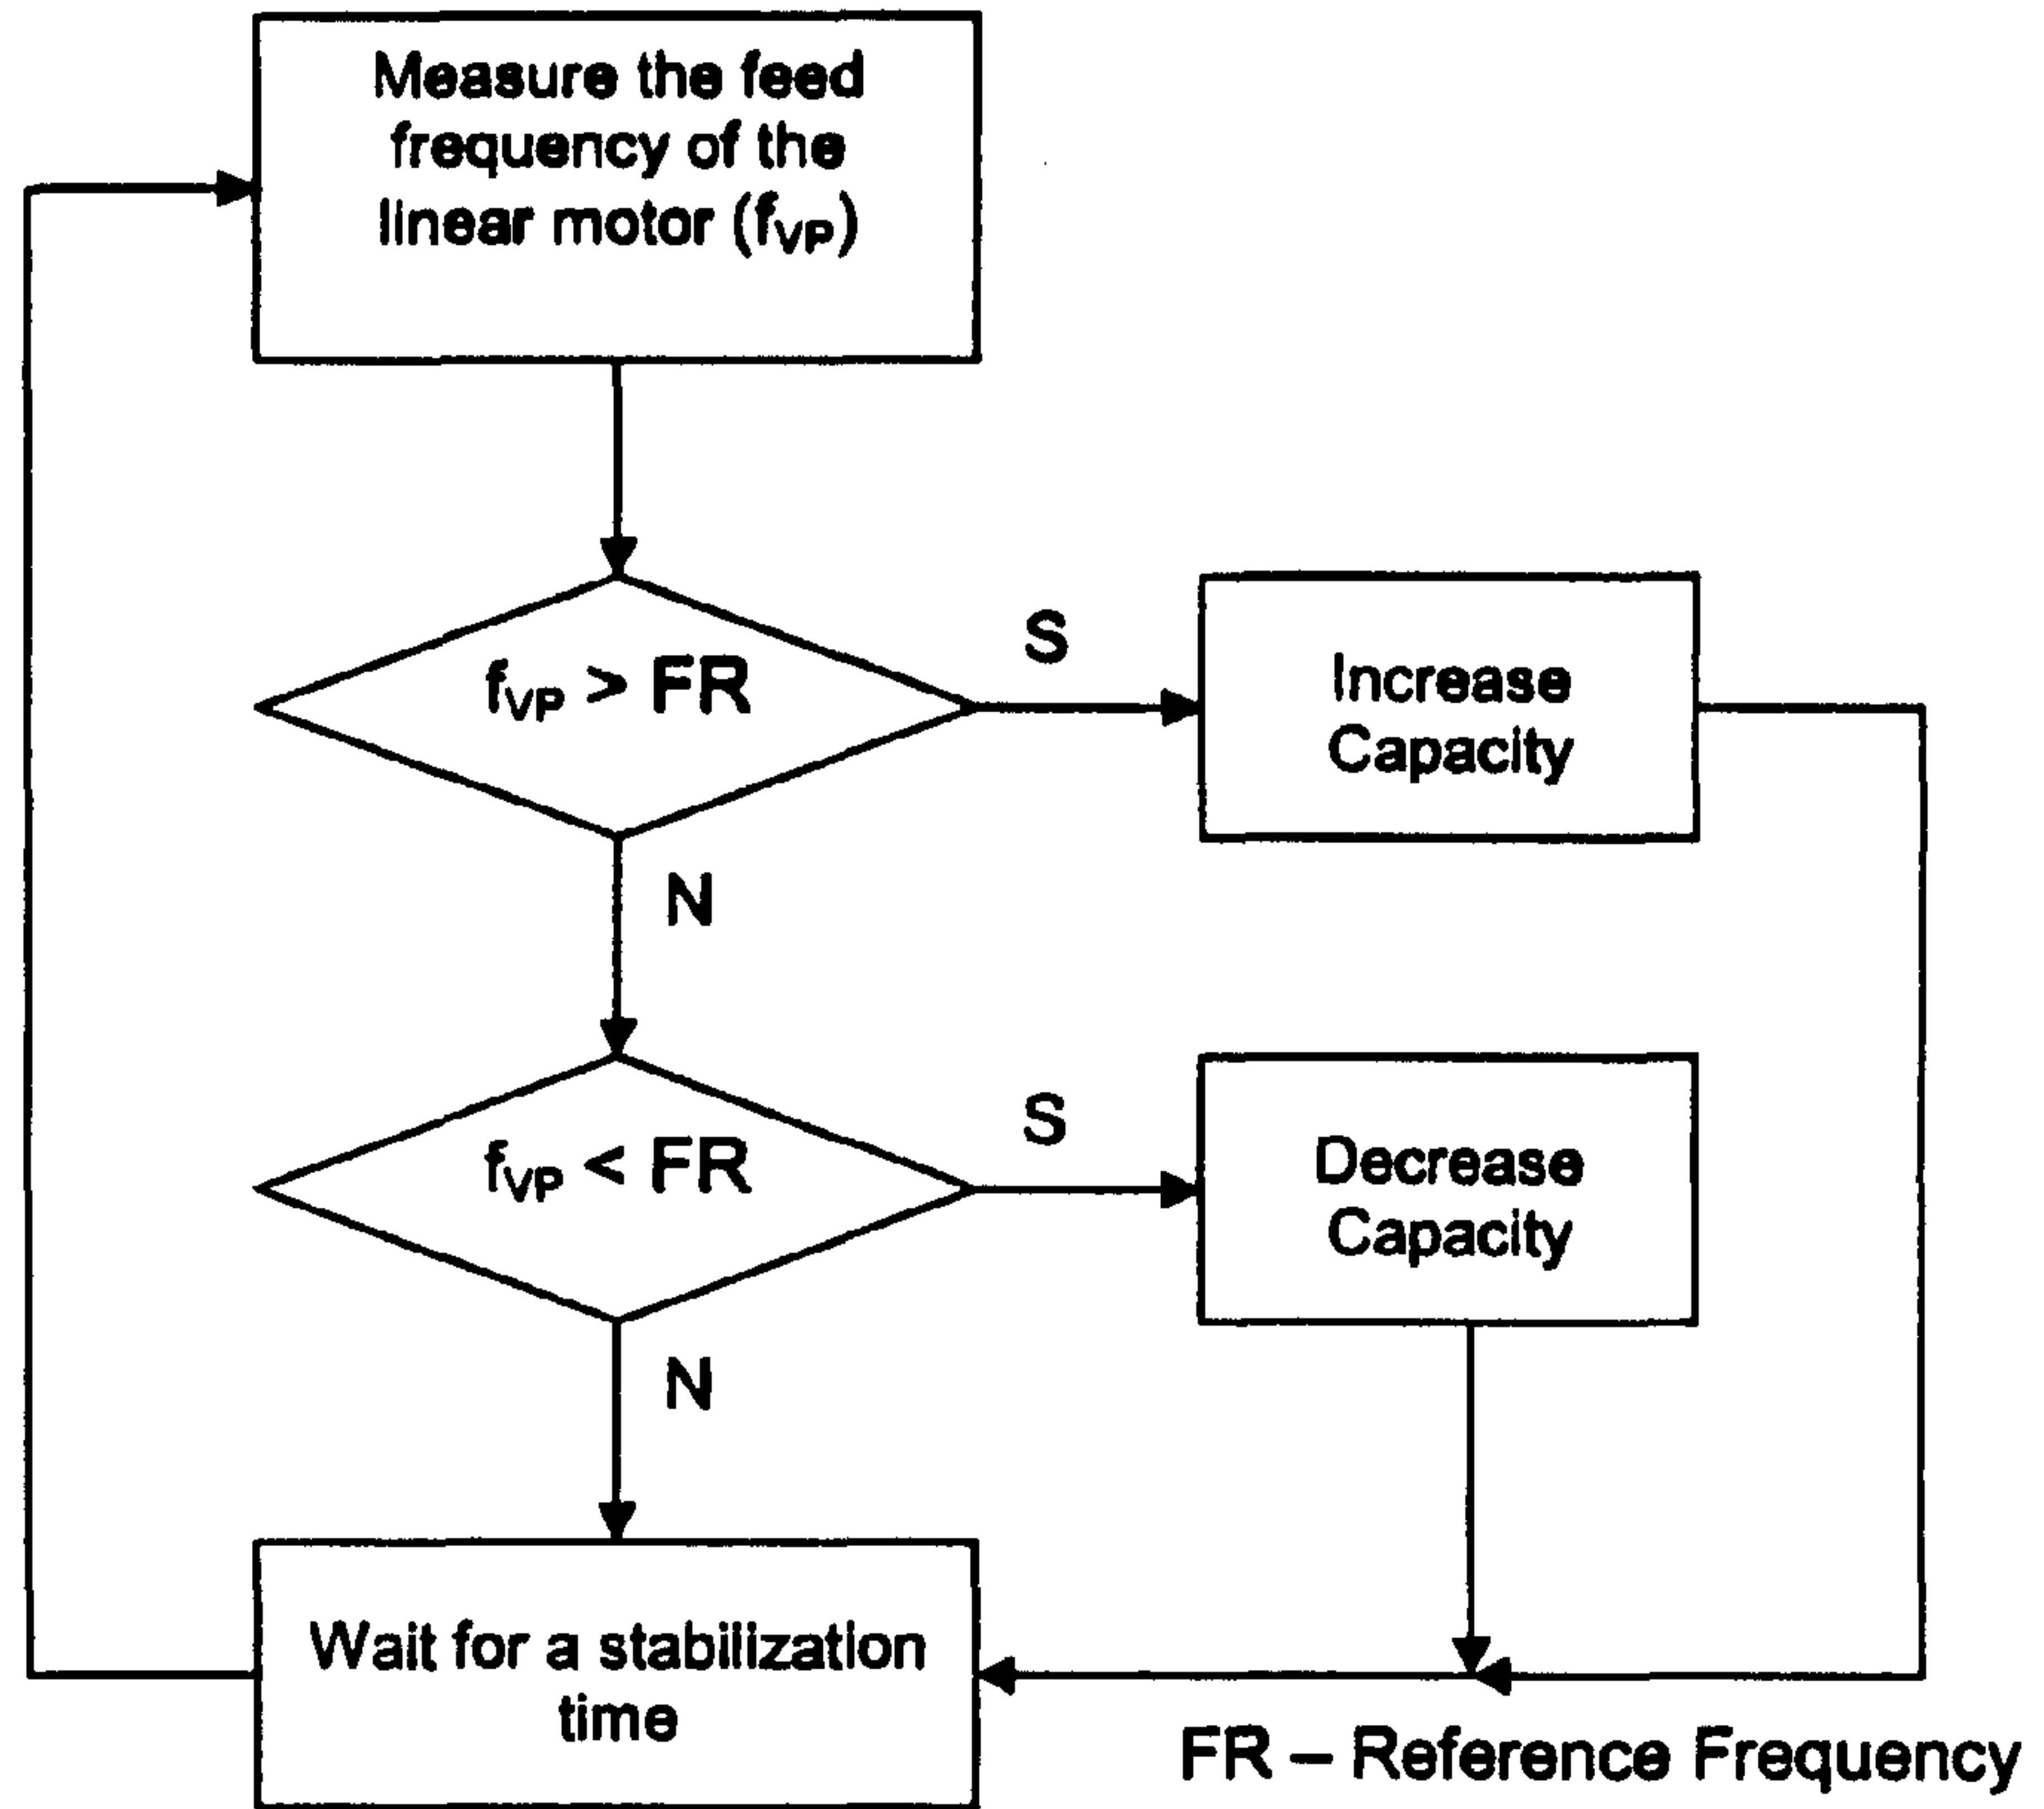 Measure the feed
frequency of the
linear motor (fVP)
fVP > FR
S
Increase
Capacity
N
fVP < FR
S
Decrease
Capacity
N
Wait for a stabilization
time
FR – Reference Frequency